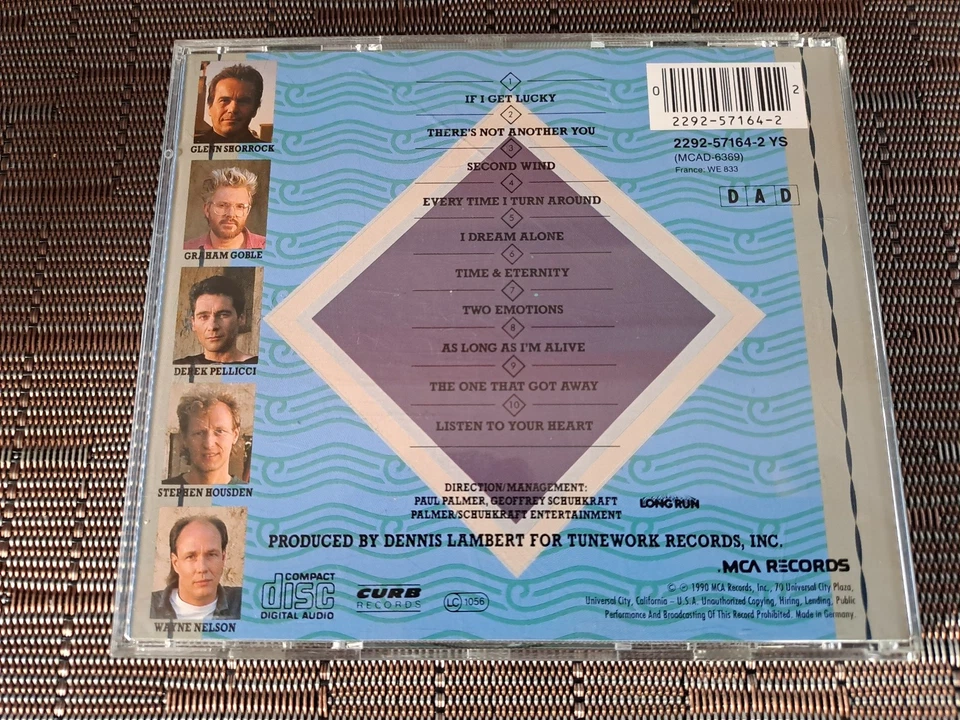 GLENN SHORROCK
GRAHAM GOBLE
DEREK PELLICCI
STEPHEN HOUSDEN
WAYNE NELSON
1
IF I GET LUCKY
2
THERE'S NOT ANOTHER YOU
3
SECOND WIND
4
EVERY TIME I TURN AROUND
5
I DREAM ALONE
6
TIME & ETERNITY
7
TWO EMOTIONS
8
AS LONG AS I'M ALIVE
9
THE ONE THAT GOT AWAY
10
LISTEN TO YOUR HEART
0 2
2292-57164-2
2292-57164-2 YS
(MCAD-6369)
France: WE 833
D A D
DIRECTION/MANAGEMENT:
PAUL PALMER, GEOFFREY SCHUHKRAFT
PALMER/SCHUHKRAFT ENTERTAINMENT
LONG RUN
PRODUCED BY DENNIS LAMBERT FOR TUNEWORK RECORDS, INC.
COMPACT
disc
DIGITAL AUDIO
CURB
RECORDS
LC 1056
MCA RECORDS
© ℗ 1990 MCA Records, Inc., 70 Universal City Plaza,
Universal City, California – U.S.A. Unauthorized Copying, Hiring, Lending, Public
Performance And Broadcasting Of This Record Prohibited. Made in Germany.